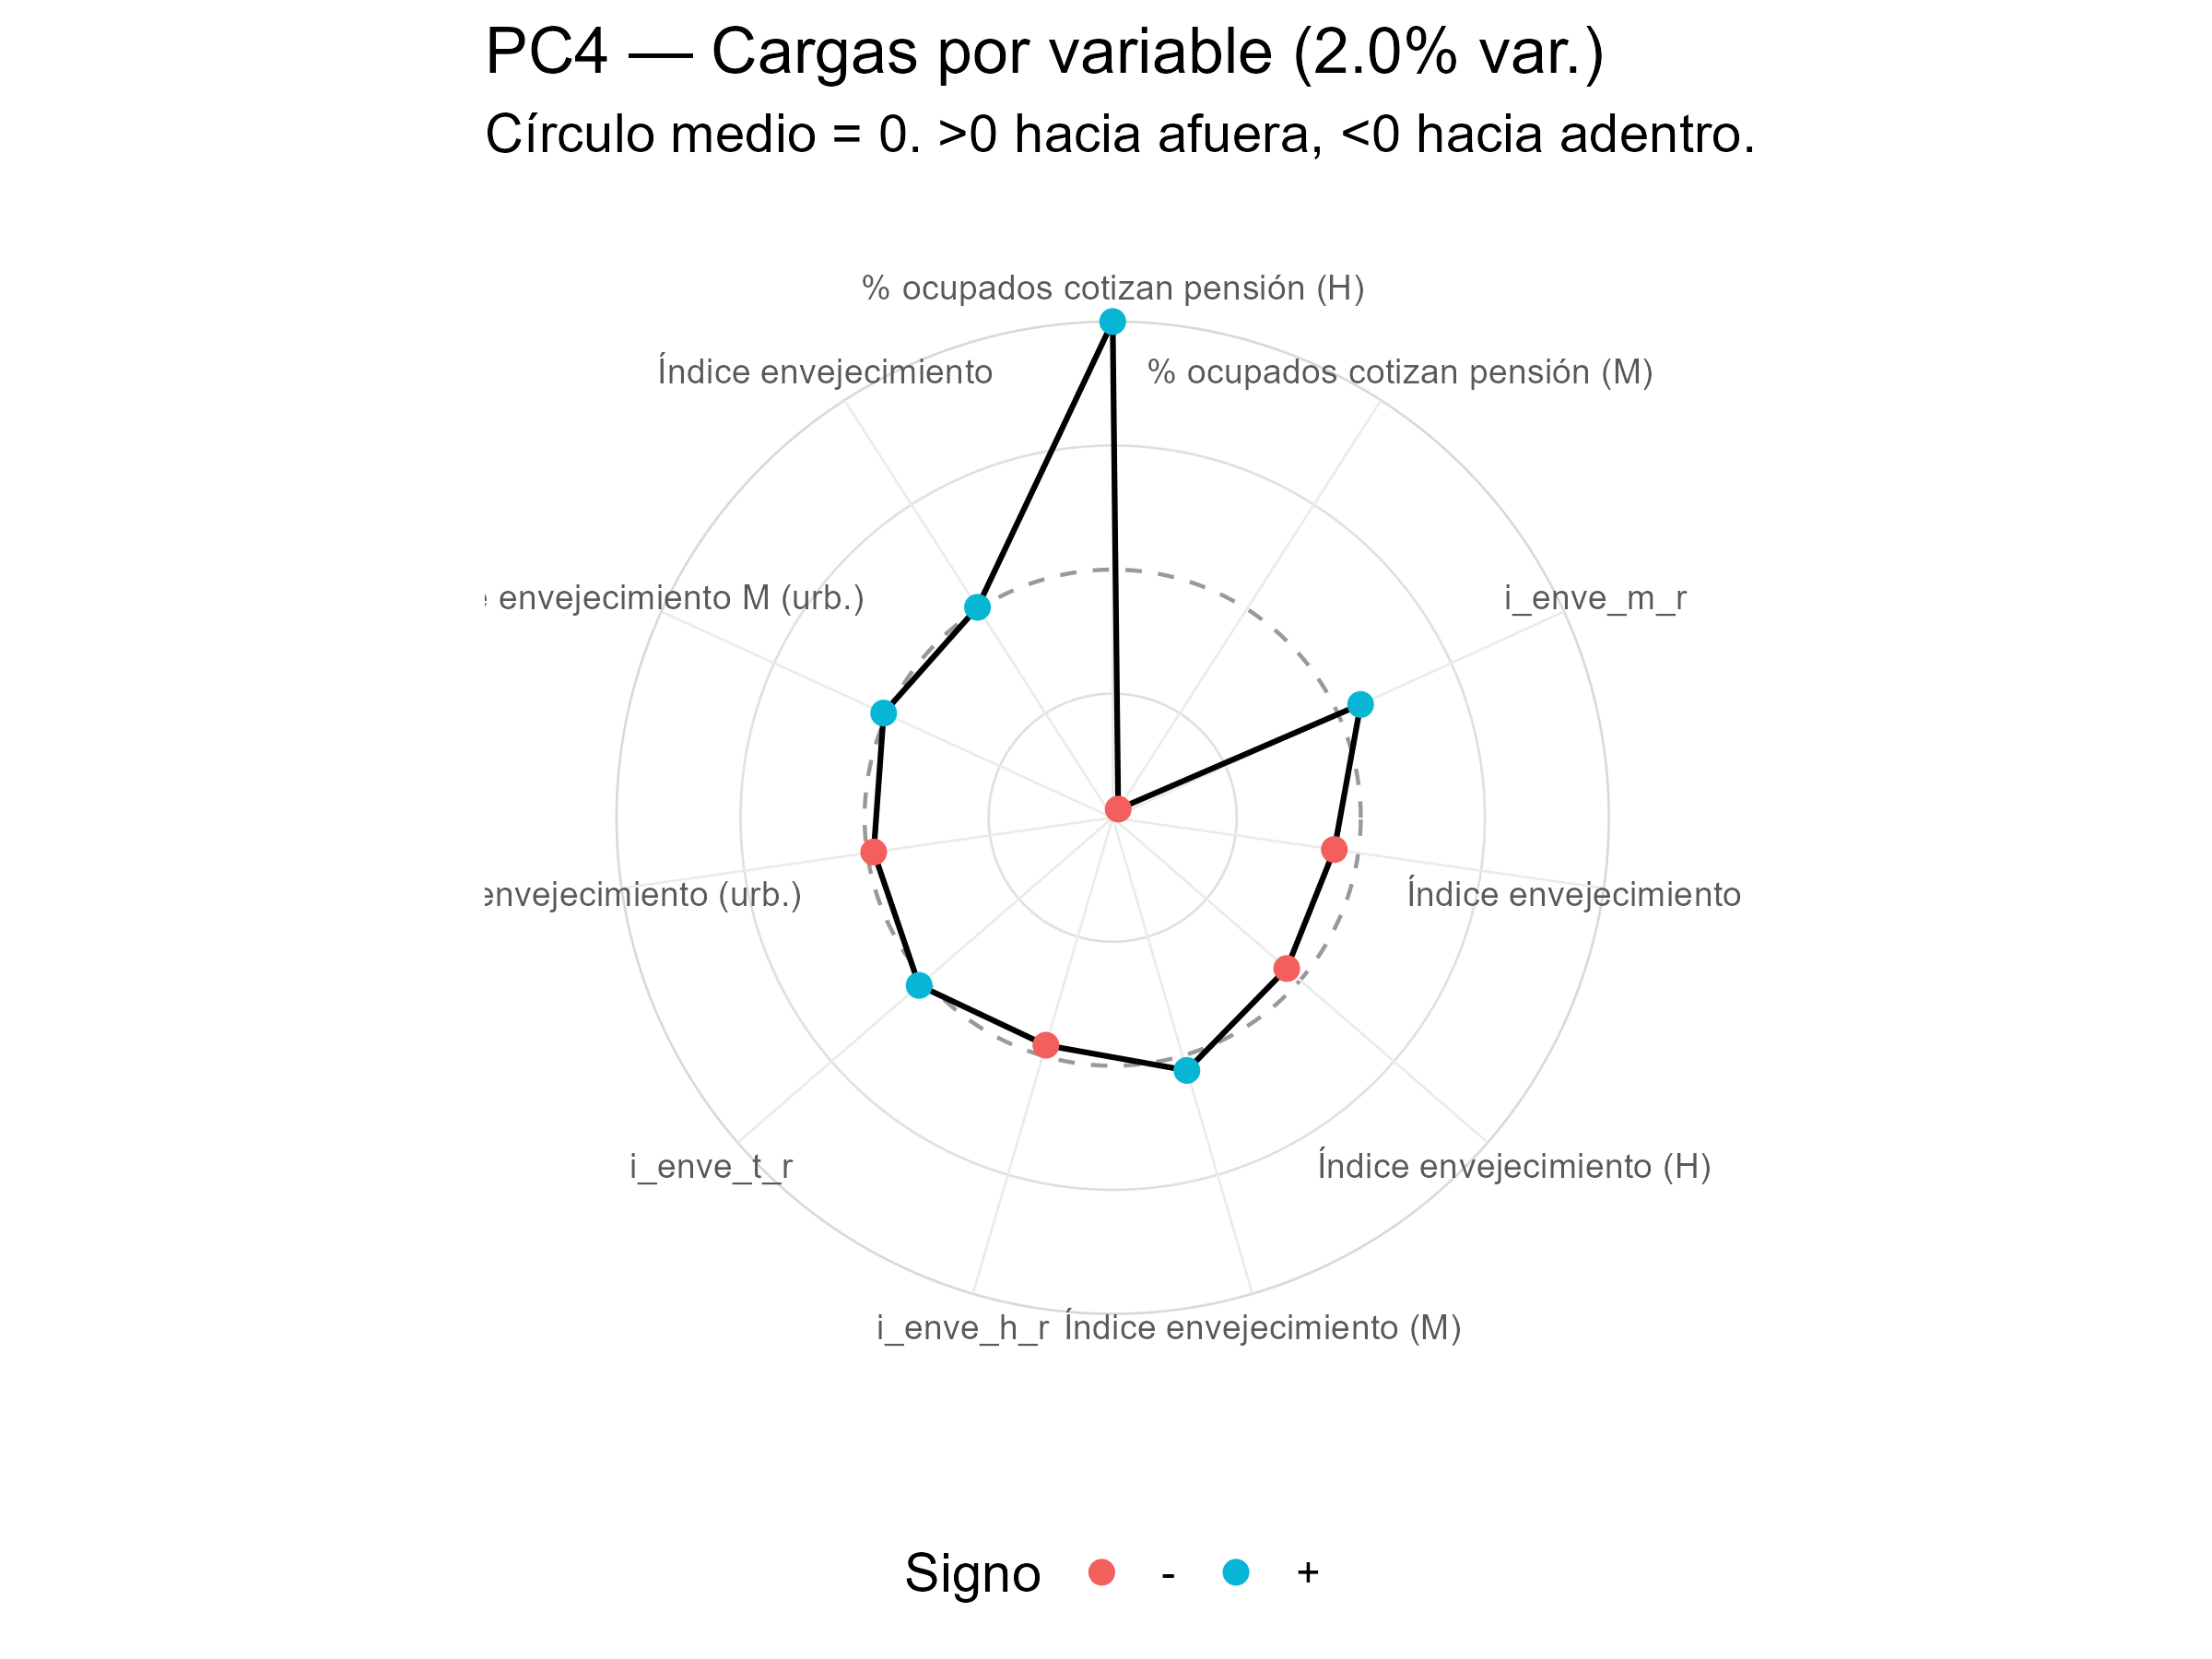 PC4 — Cargas por variable (2.0% var.)
Círculo medio = 0. >0 hacia afuera, <0 hacia adentro.
% ocupados cotizan pensión (H)
Índice envejecimiento
% ocupados cotizan pensión (M)
envejecimiento M (urb.)
i_enve_m_r
envejecimiento (urb.)
Índice envejecimiento
i_enve_t_r
Índice envejecimiento (H)
i_enve_h_r
Índice envejecimiento (M)
Signo - +